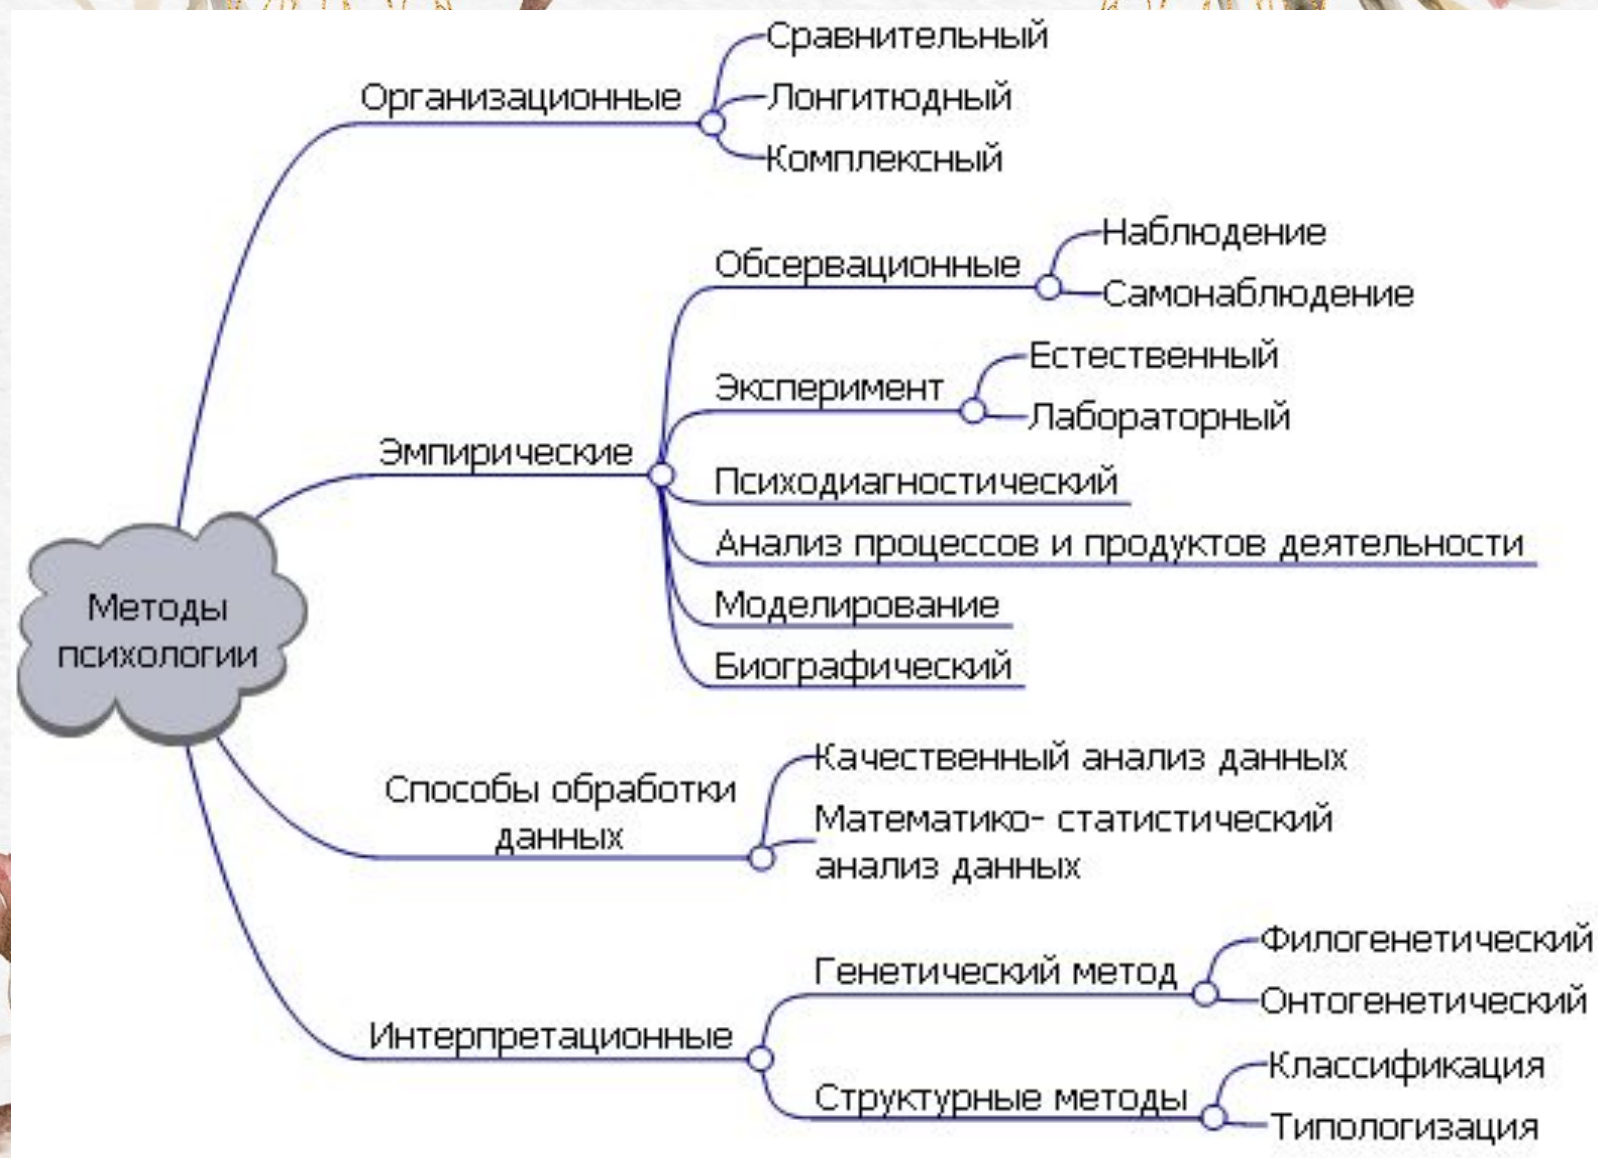 Сравнительный
Организационные
Лонгитюдный
Комплексный
Наблюдение
Обсервационные
Самонаблюдение
Естественный
Эксперимент
Лабораторный
Эмпирические
Психодиагностический
Анализ процессов и продуктов деятельности
Методы
психологии
Моделирование
Биографический
Качественный анализ данных
Способы обработки
данных
Математико- статистический
анализ данных
Филогенетический
Генетический метод
Онтогенетический
Интерпретационные
Классификация
Структурные методы
Типологизация